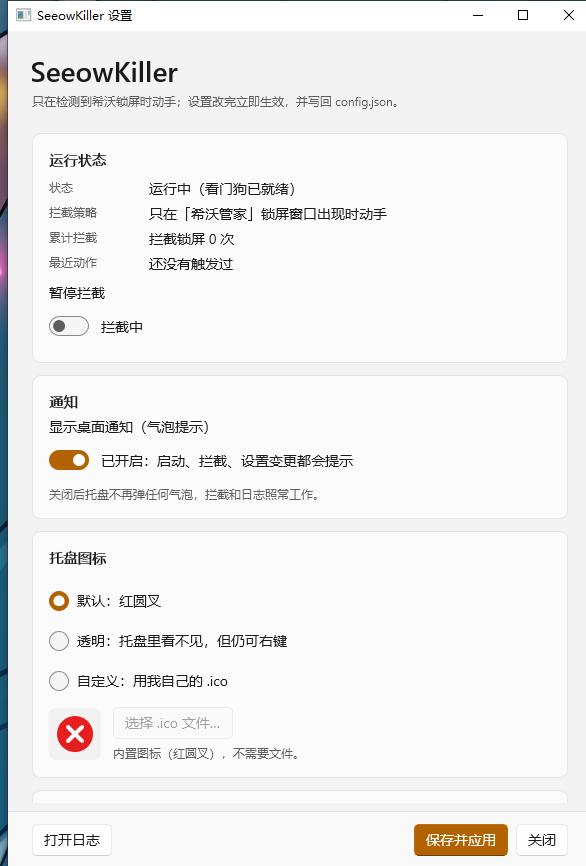 SeeowKiller 设置
SeeowKiller
只在检测到希沃锁屏时动手；设置改完立即生效，并写回 config.json。
运行状态
状态 运行中（看门狗已就绪）
拦截策略 只在「希沃管家」锁屏窗口出现时动手
累计拦截 拦截锁屏 0 次
最近动作 还没有触发过
暂停拦截
拦截中
通知
显示桌面通知（气泡提示）
已开启：启动、拦截、设置变更都会提示
关闭后托盘不再弹任何气泡，拦截和日志照常工作。
托盘图标
默认：红圆叉
透明：托盘里看不见，但仍可右键
自定义：用我自己的 .ico
选择 .ico 文件...
内置图标（红圆叉），不需要文件。
打开日志 保存并应用 关闭